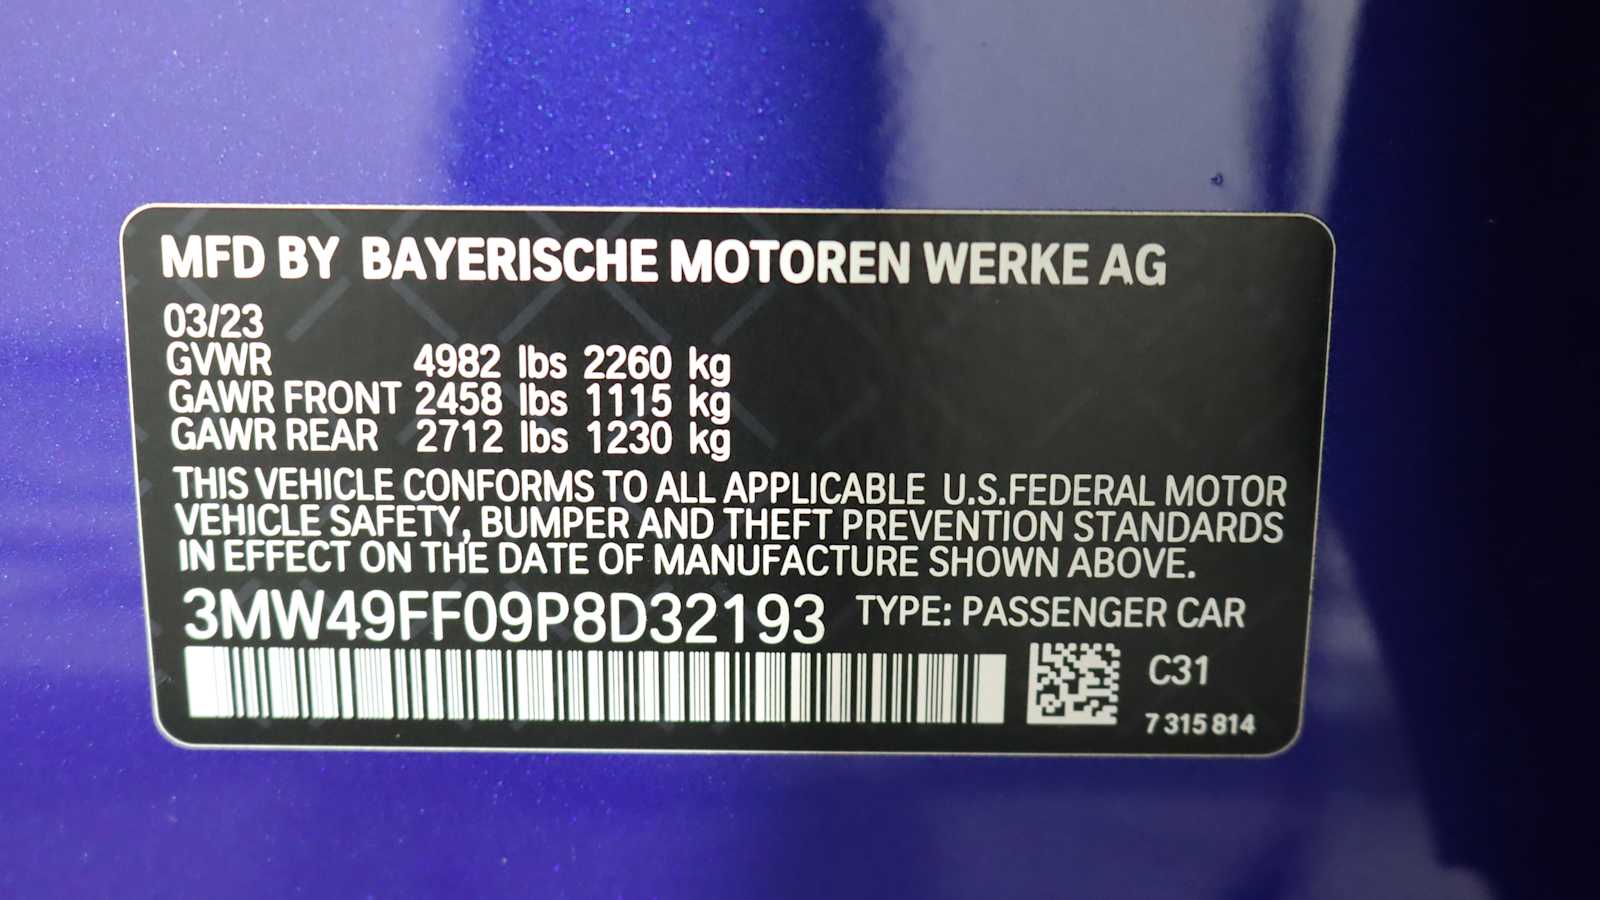 MFD BY BAYERISCHE MOTOREN WERKE AG
03/23
GVWR 4982 lbs 2260 kg
GAWR FRONT 2458 lbs 1115 kg
GAWR REAR 2712 lbs 1230 kg
THIS VEHICLE CONFORMS TO ALL APPLICABLE U.S.FEDERAL MOTOR
VEHICLE SAFETY, BUMPER AND THEFT PREVENTION STANDARDS
IN EFFECT ON THE DATE OF MANUFACTURE SHOWN ABOVE.
3MW49FF09P8D32193 TYPE: PASSENGER CAR
C31
7 315 814